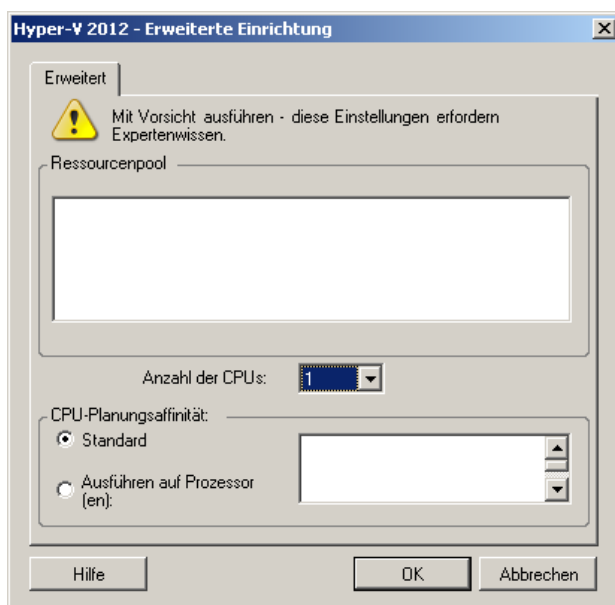 Hyper-V 2012 - Erweiterte Einrichtung
Erweitert
Mit Vorsicht ausführen - diese Einstellungen erfordern
Expertenwissen.
Ressourcenpool
Anzahl der CPUs:
1
CPU-Planungsaffinität:
Standard
Ausführen auf Prozessor
(en):
Hilfe
OK
Abbrechen